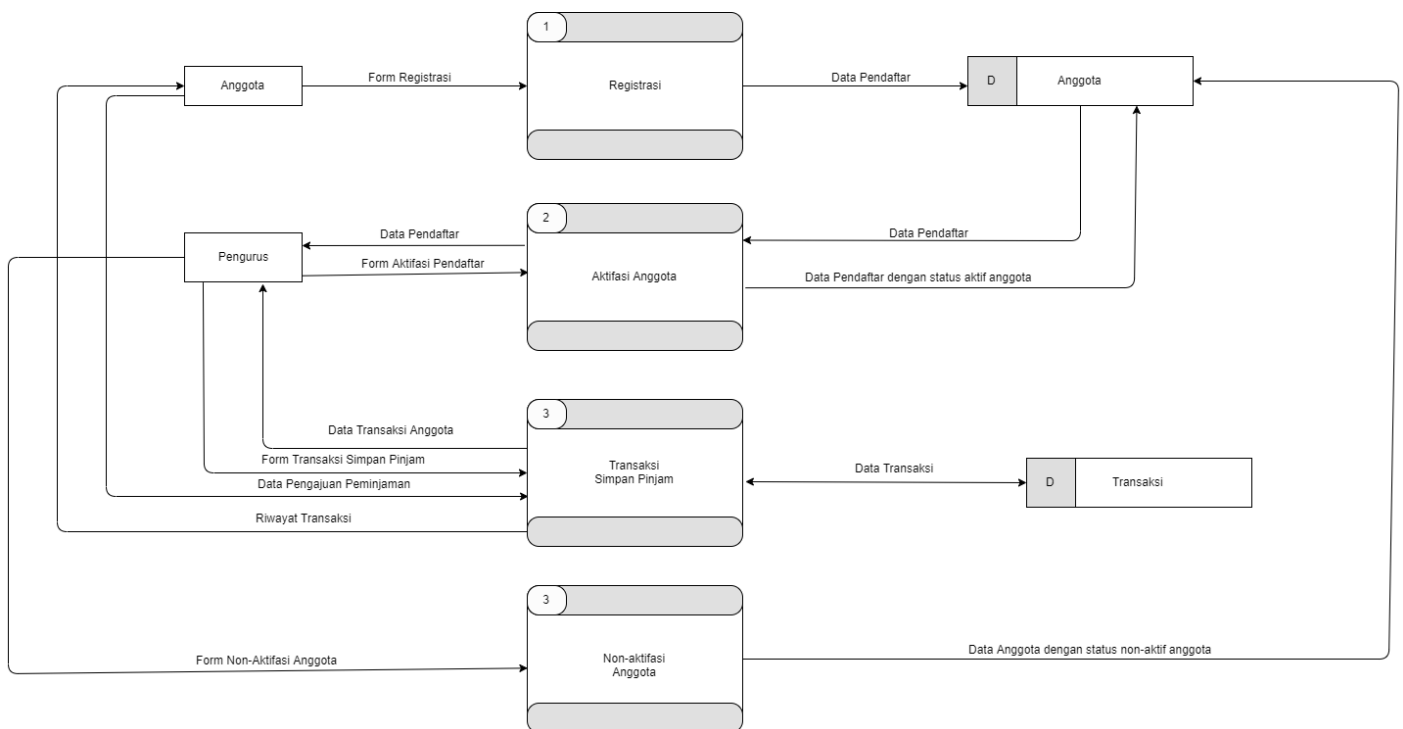 1
Anggota
Form Registrasi
Registrasi
Data Pendaftar
D
Anggota
2
Pengurus
Data Pendaftar
Form Aktifasi Pendaftar
Aktifasi Anggota
Data Pendaftar
Data Pendaftar dengan status aktif anggota
3
Data Transaksi Anggota
Form Transaksi Simpan Pinjam
Data Pengajuan Peminjaman
Riwayat Transaksi
Transaksi
Simpan Pinjam
Data Transaksi
D
Transaksi
3
Form Non-Aktifasi Anggota
Non-aktifasi
Anggota
Data Anggota dengan status non-aktif anggota